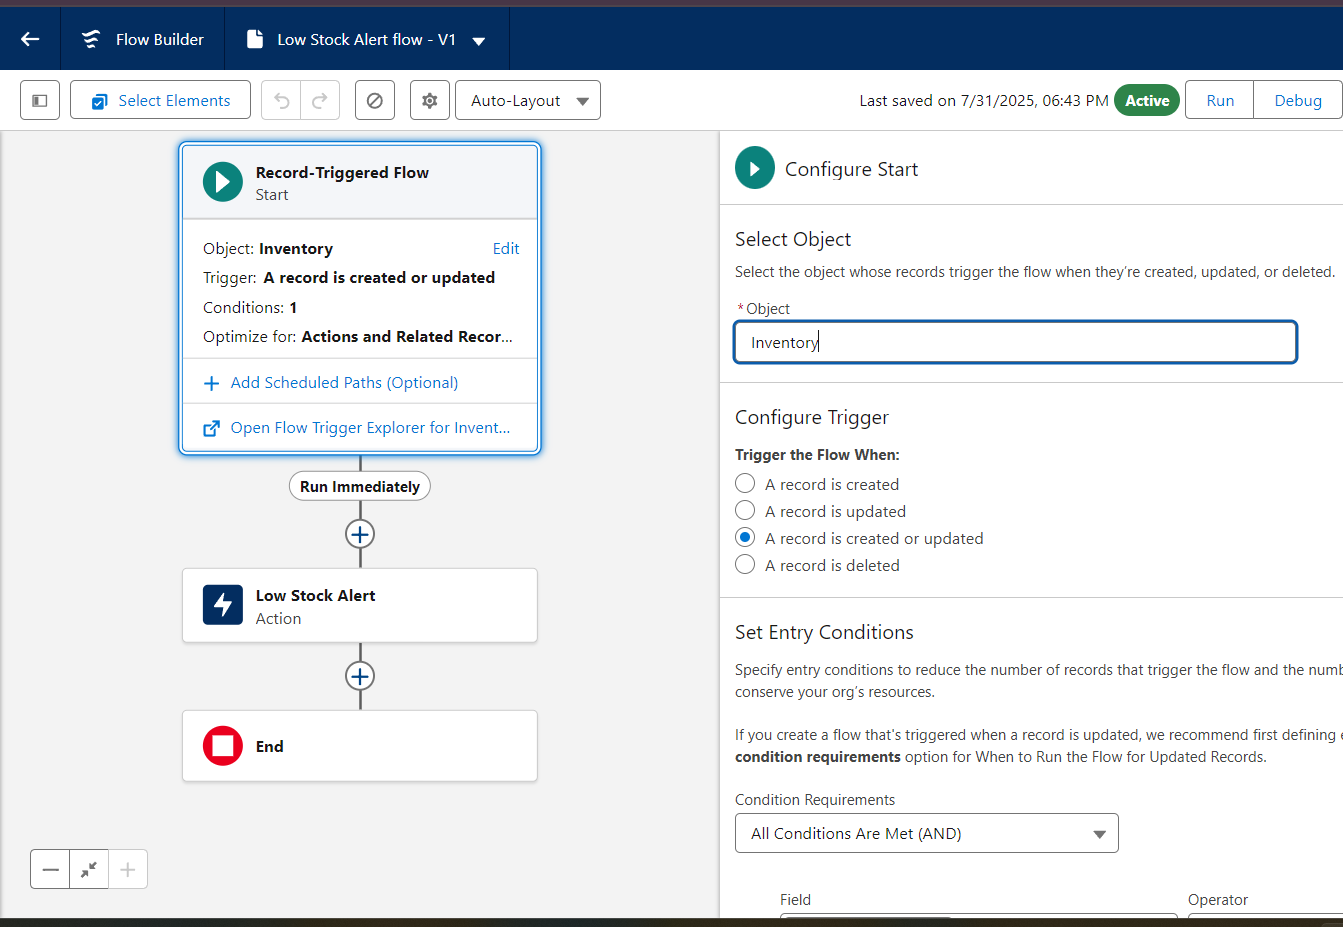 Flow Builder
Low Stock Alert flow - V1
Select Elements
Auto-Layout
Last saved on 7/31/2025, 06:43 PM
Active
Run
Debug
Record-Triggered Flow
Start
Object: Inventory
Edit
Trigger: A record is created or updated
Conditions: 1
Optimize for: Actions and Related Recor...
Add Scheduled Paths (Optional)
Open Flow Trigger Explorer for Invent...
Run Immediately
Low Stock Alert
Action
End
Configure Start
Select Object
Select the object whose records trigger the flow when they're created, updated, or deleted.
*Object
Inventory
Configure Trigger
Trigger the Flow When:
A record is created
A record is updated
A record is created or updated
A record is deleted
Set Entry Conditions
Specify entry conditions to reduce the number of records that trigger the flow and the numb
conserve your org's resources.
If you create a flow that's triggered when a record is updated, we recommend first defining e
condition requirements option for When to Run the Flow for Updated Records.
Condition Requirements
All Conditions Are Met (AND)
Field
Operator